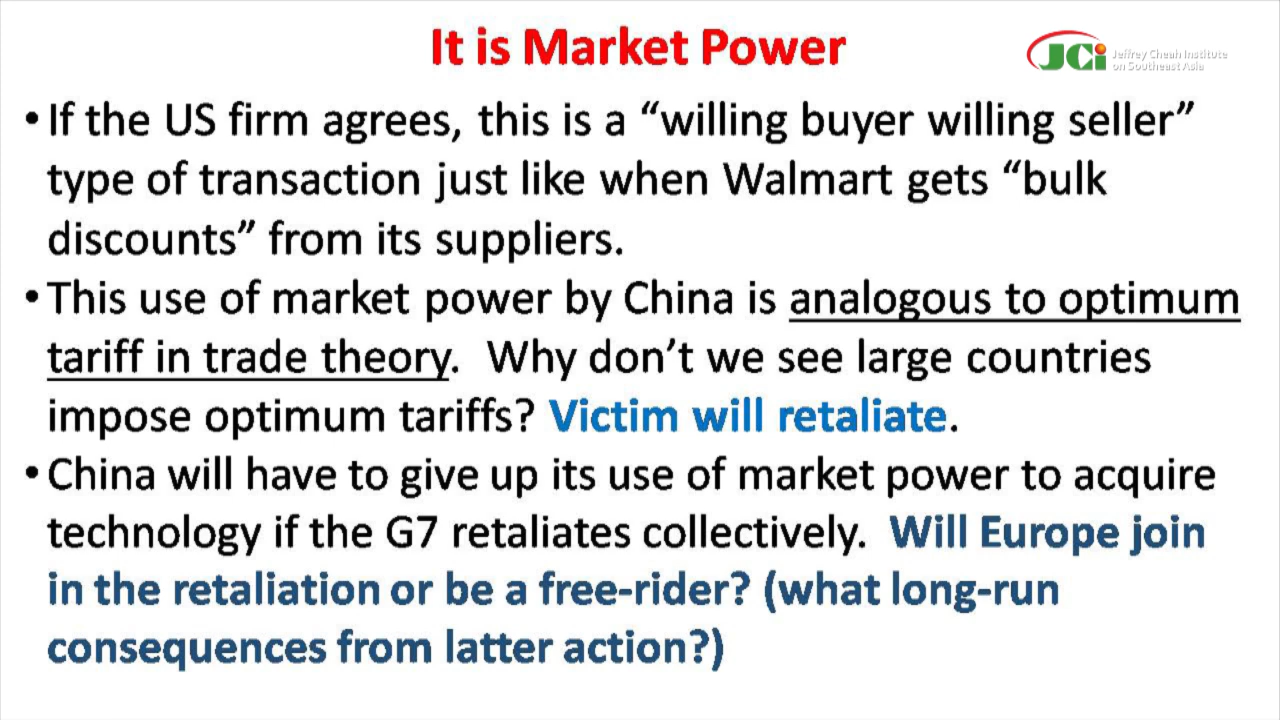 It is Market Power
JCi Jeffrey Cheah Institute
on Southeast Asia
• If the US firm agrees, this is a “willing buyer willing seller”
type of transaction just like when Walmart gets “bulk
discounts” from its suppliers.
• This use of market power by China is analogous to optimum
tariff in trade theory. Why don’t we see large countries
impose optimum tariffs? Victim will retaliate.
• China will have to give up its use of market power to acquire
technology if the G7 retaliates collectively. Will Europe join
in the retaliation or be a free-rider? (what long-run
consequences from latter action?)